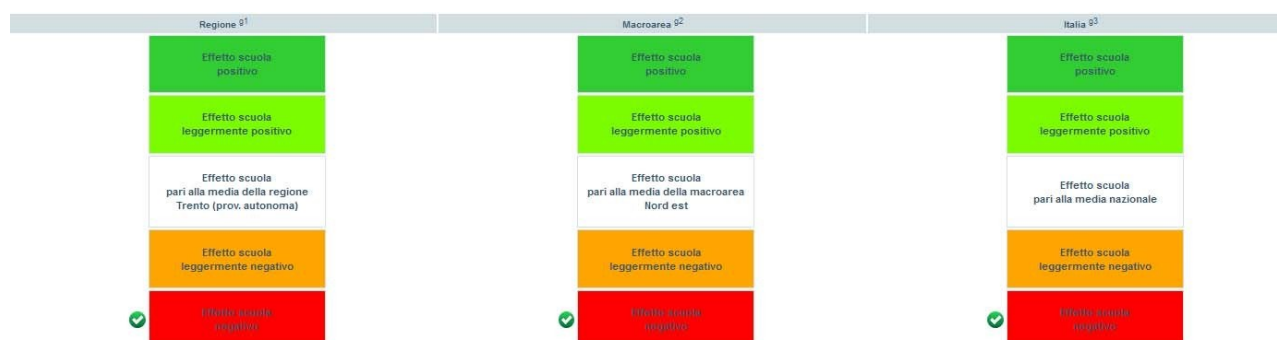 Regione g1
Macroarea g2
Italia g3
Effetto scuola
positivo
Effetto scuola
positivo
Effetto scuola
positivo
Effetto scuola
leggermente positivo
Effetto scuola
leggermente positivo
Effetto scuola
leggermente positivo
Effetto scuola
pari alla media della regione
Trento (prov. autonoma)
Effetto scuola
pari alla media della macroarea
Nord est
Effetto scuola
pari alla media nazionale
Effetto scuola
leggermente negativo
Effetto scuola
leggermente negativo
Effetto scuola
leggermente negativo
Effetto scuola
negativo
Effetto scuola
negativo
Effetto scuola
negativo